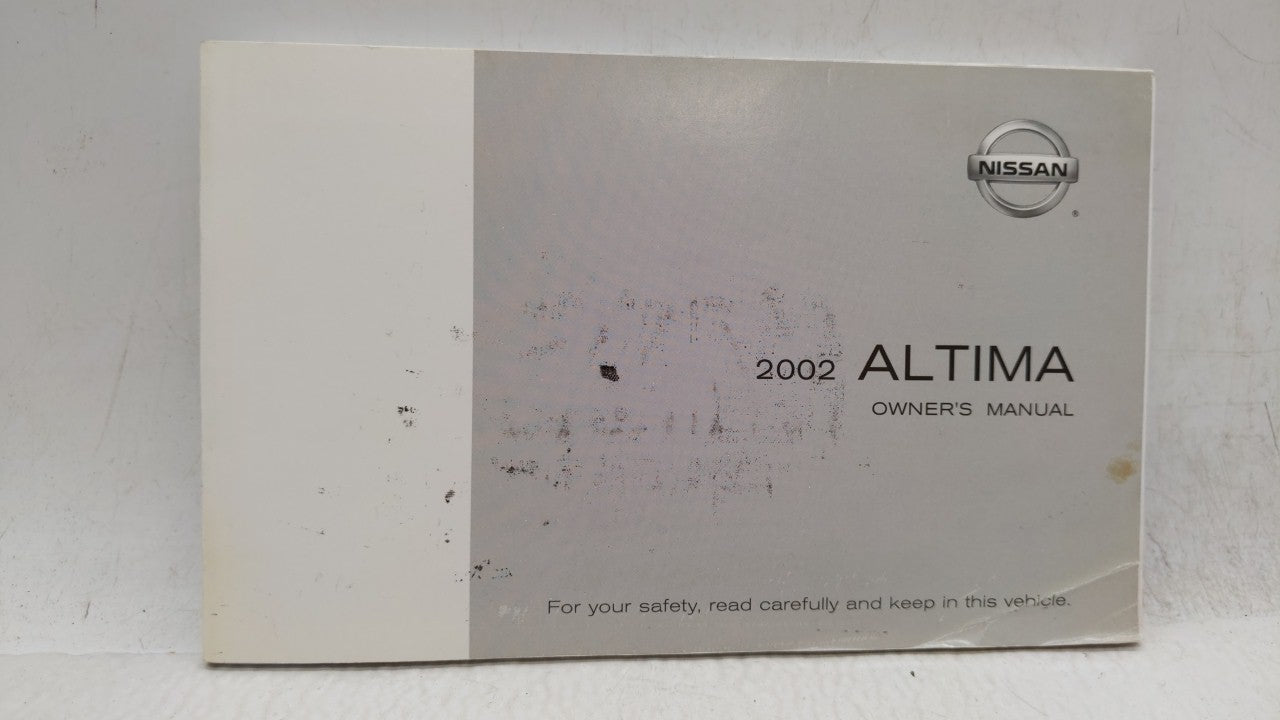 NISSAN
®
2002 ALTIMA
OWNER'S MANUAL
For your safety, read carefully and keep in this vehicle.